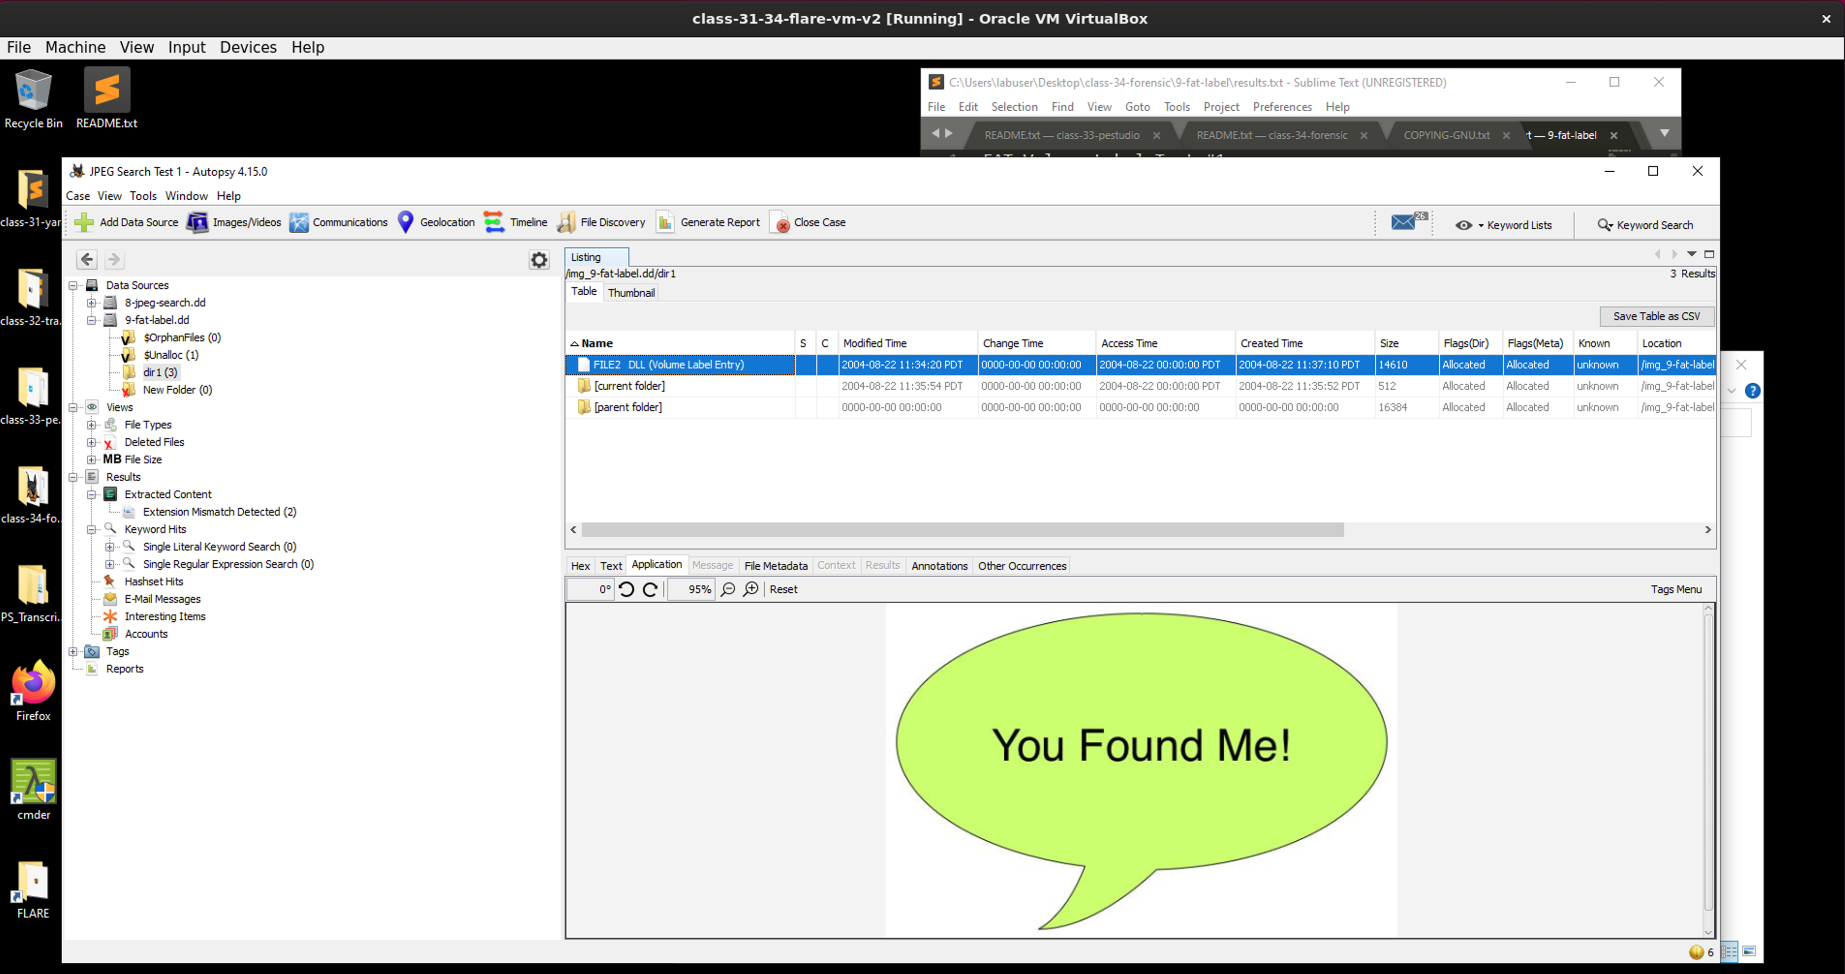 class-31-34-flare-vm-v2 [Running] - Oracle VM VirtualBox
File Machine View Input Devices Help
Recycle Bin
README.txt
class-31-yar
class-32-tra.
class-33-pe..
class-34-fo..
PS_Transcri..
Firefox
cmder
FLARE
C:\Users\labuser\Desktop\class-34-forensic\9-fat-label\results.txt - Sublime Text (UNREGISTERED)
File Edit Selection Find View Goto Tools Project Preferences Help
README.txt — class-33-pestudio
README.txt — class-34-forensic
COPYING-GNU.txt
t — 9-fat-label
JPEG Search Test 1 - Autopsy 4.15.0
Case View Tools Window Help
Add Data Source Images/Videos Communications Geolocation Timeline File Discovery Generate Report Close Case
26 Keyword Lists Keyword Search
Data Sources
8-jpeg-search.dd
9-fat-label.dd
$OrphanFiles (0)
$Unalloc (1)
dir1 (3)
New Folder (0)
Views
File Types
Deleted Files
MB File Size
Results
Extracted Content
Extension Mismatch Detected (2)
Keyword Hits
Single Literal Keyword Search (0)
Single Regular Expression Search (0)
Hashset Hits
E-Mail Messages
Interesting Items
Accounts
Tags
Reports
Listing
/img_9-fat-label.dd/dir1
3 Results
Table Thumbnail
Save Table as CSV
Name S C Modified Time Change Time Access Time Created Time Size Flags(Dir) Flags(Meta) Known Location
FILE2 DLL (Volume Label Entry) 2004-08-22 11:34:20 PDT 0000-00-00 00:00:00 2004-08-22 00:00:00 PDT 2004-08-22 11:37:10 PDT 14610 Allocated Allocated unknown /img_9-fat-label
[current folder] 2004-08-22 11:35:54 PDT 0000-00-00 00:00:00 2004-08-22 00:00:00 PDT 2004-08-22 11:35:52 PDT 512 Allocated Allocated unknown /img_9-fat-label
[parent folder] 0000-00-00 00:00:00 0000-00-00 00:00:00 0000-00-00 00:00:00 0000-00-00 00:00:00 16384 Allocated Allocated unknown /img_9-fat-label
Hex Text Application Message File Metadata Context Results Annotations Other Occurrences
0° 95% Reset
Tags Menu
You Found Me!
6